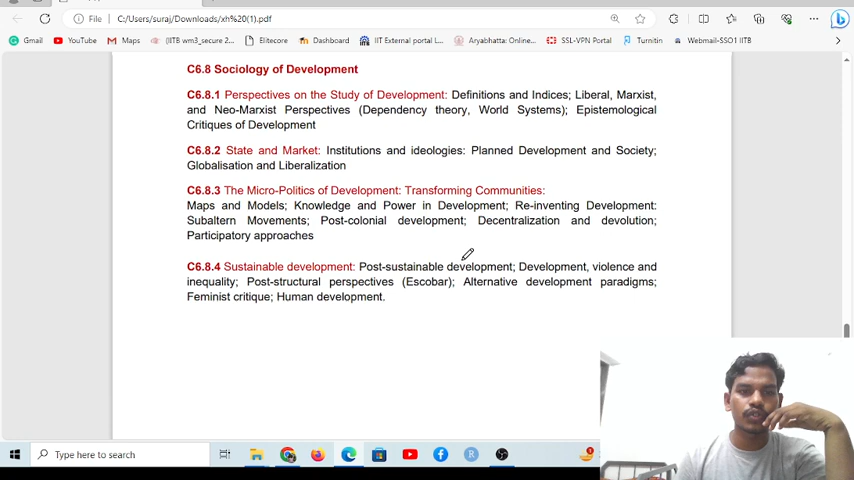 File
C:/Users/suraj/Downloads/xh%20(1).pdf
Gmail YouTube Maps (IITB wm3_secure 2... Elitecore Dashboard IIT External portal L... Aryabhatta: Online... SSL-VPN Portal Turnitin Webmail-SSO1 IITB
C6.8 Sociology of Development
C6.8.1 Perspectives on the Study of Development: Definitions and Indices; Liberal, Marxist,
and Neo-Marxist Perspectives (Dependency theory, World Systems); Epistemological
Critiques of Development
C6.8.2 State and Market: Institutions and ideologies: Planned Development and Society;
Globalisation and Liberalization
C6.8.3 The Micro-Politics of Development: Transforming Communities:
Maps and Models; Knowledge and Power in Development; Re-inventing Development:
Subaltern Movements; Post-colonial development; Decentralization and devolution;
Participatory approaches
C6.8.4 Sustainable development: Post-sustainable development; Development, violence and
inequality; Post-structural perspectives (Escobar); Alternative development paradigms;
Feminist critique; Human development.
Type here to search